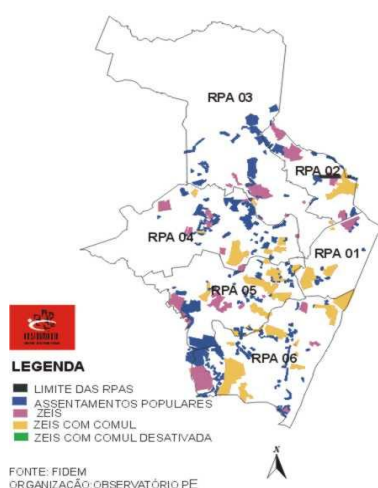 RPA 03
RPA 02
RPA 04
RPA 01
RPA 05
RPA 06
LEGENDA
LIMITE DAS RPAS
ASSENTAMENTOS POPULARES
ZEIS
ZEIS COM COMUL
ZEIS COM COMUL DESATIVADA
FONTE: FIDEM
ORGANIZAÇÃO:OBSERVATÓRIO PE